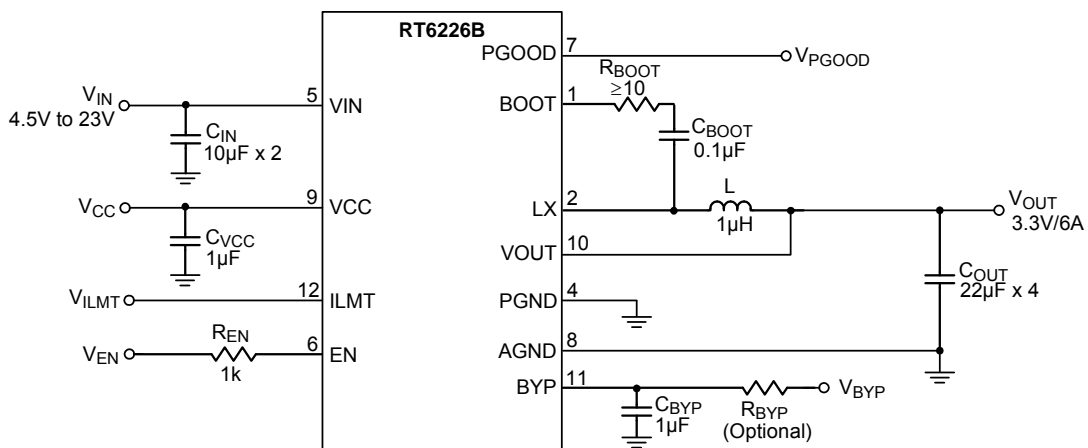 RT6226B
PGOOD 7 VPGOOD
RBOOT
≥10
BOOT 1
VIN
4.5V to 23V
5 VIN
CIN
10µF x 2
CBOOT
0.1µF
VCC 9 VCC
CVCC
1µF
LX 2
L
1µH
VOUT
3.3V/6A
VOUT 10
COUT
22µF x 4
VILMT 12 ILMT
PGND 4
REN
VEN 6 EN
1k
AGND 8
BYP 11
VBYP
CBYP
1µF
RBYP
(Optional)